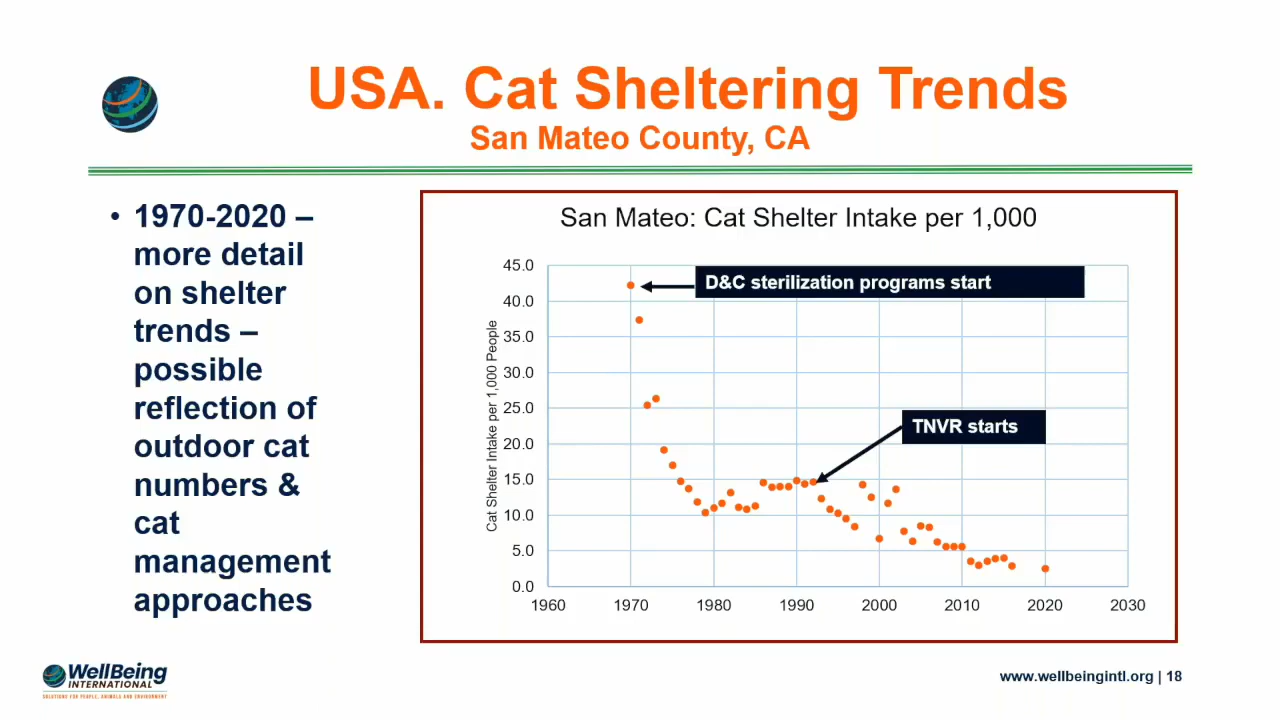 USA. Cat Sheltering Trends
San Mateo County, CA
• 1970-2020 –
more detail
on shelter
trends –
possible
reflection of
outdoor cat
numbers &
cat
management
approaches
San Mateo: Cat Shelter Intake per 1,000
Cat Shelter Intake per 1,000 People
45.0
40.0
35.0
30.0
25.0
20.0
15.0
10.0
5.0
0.0
D&C sterilization programs start
TNVR starts
1960 1970 1980 1990 2000 2010 2020 2030
WellBeing
INTERNATIONAL
SOLUTIONS FOR PEOPLE, ANIMALS AND ENVIRONMENT
www.wellbeingintl.org | 18